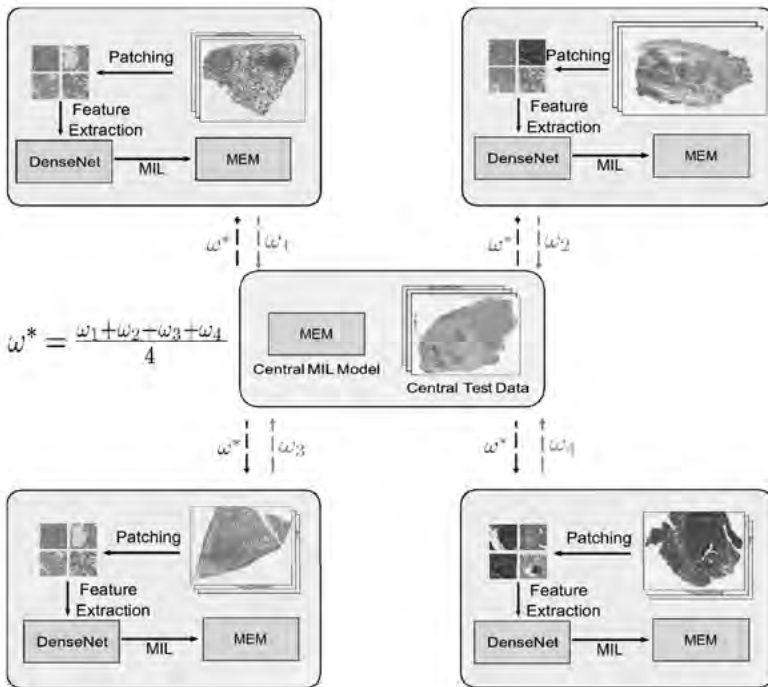 Patching
Feature
Extraction
DenseNet
MIL
MEM
Patching
Feature
Extraction
DenseNet
MIL
MEM
ω* ω₁
ω* ω₂
ω* = ω₁+ω₂+ω₃+ω₄
4
MEM
Central MIL Model
Central Test Data
ω* ω₃
ω* ω₄
Patching
Feature
Extraction
DenseNet
MIL
MEM
Patching
Feature
Extraction
DenseNet
MIL
MEM